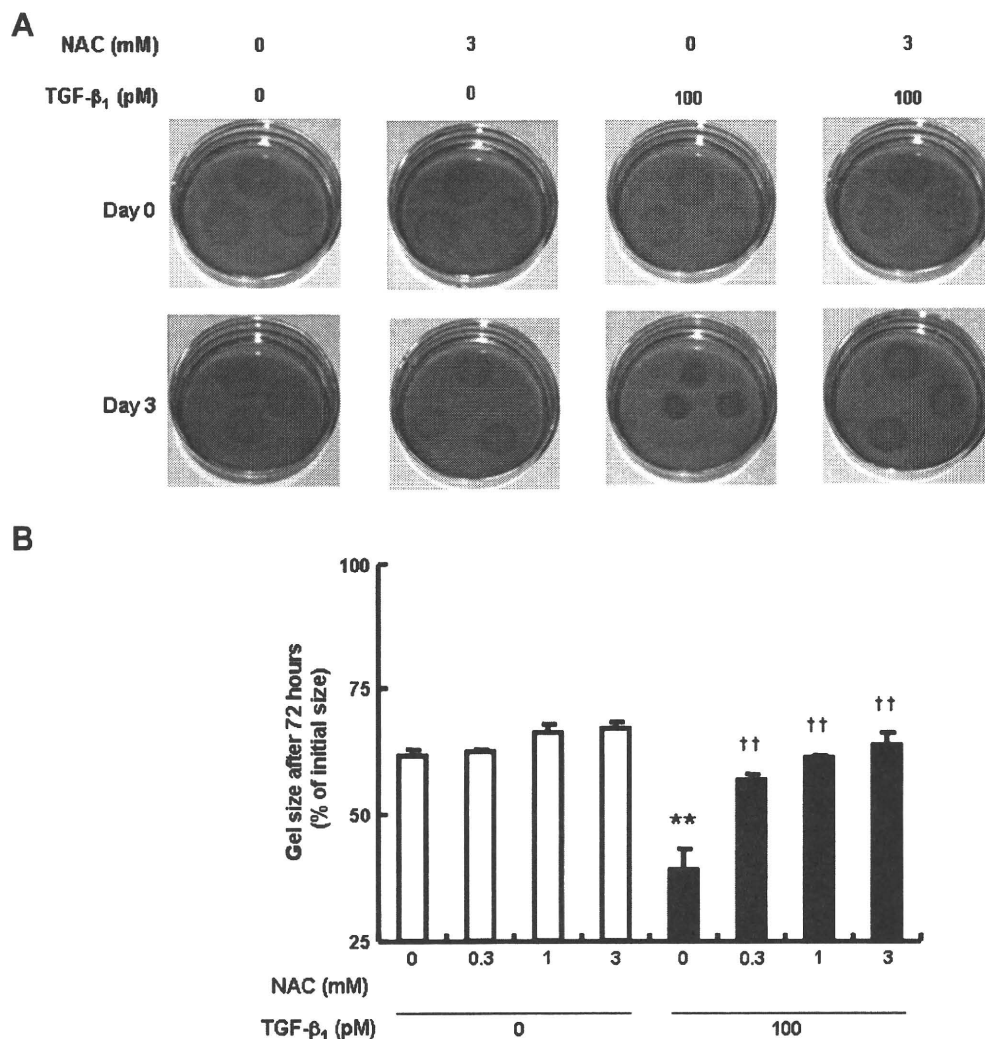 A
NAC (mM) 0 3 0 3
TGF-β₁ (pM) 0 0 100 100
Day 0
Day 3
B
100
75
50
25
Gel size after 72 hours
(% of initial size)
**
††
††
††
0 0.3 1 3 0 0.3 1 3
NAC (mM)
TGF-β₁ (pM) 0 100